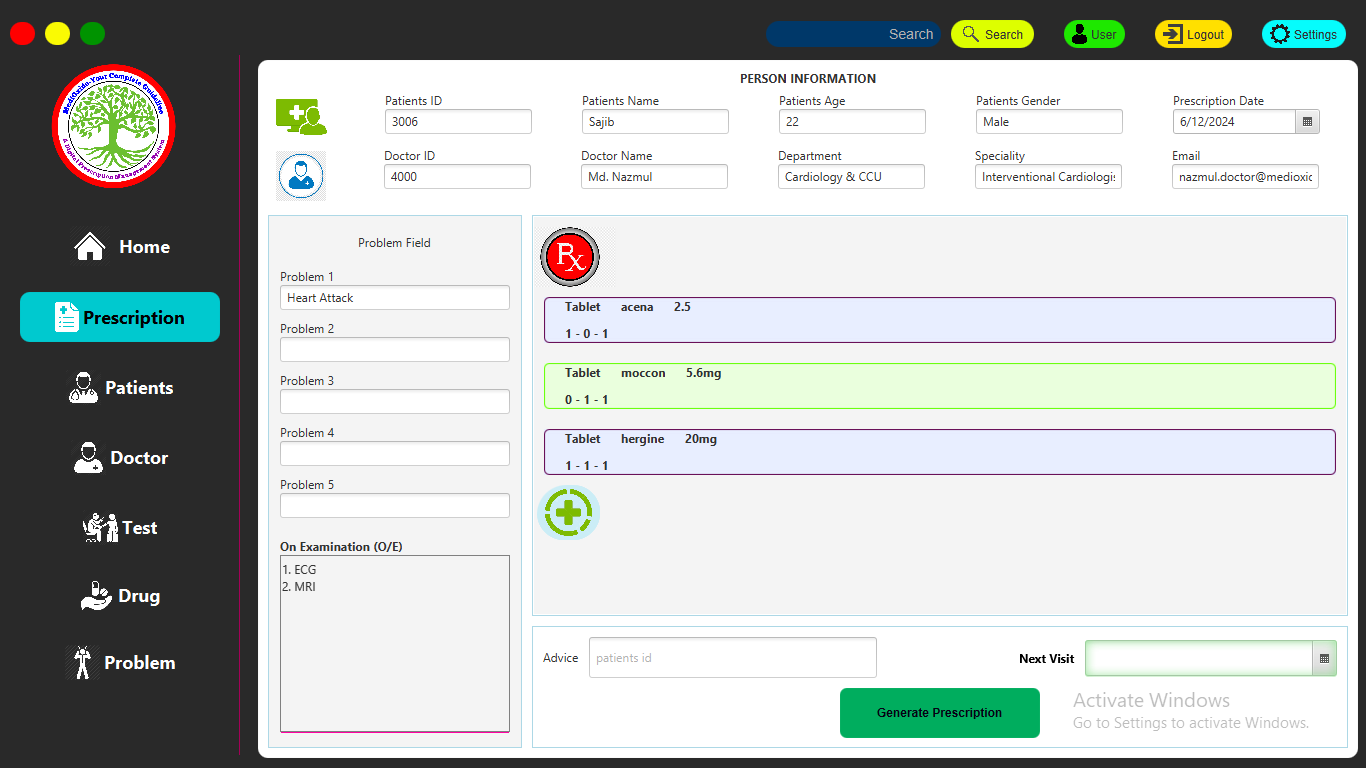 Search
Search
User
Logout
Settings
MediOxide-Your Complete Guideline
A Digital Prescription Management System
Home
Prescription
Patients
Doctor
Test
Drug
Problem
PERSON INFORMATION
Patients ID
3006
Patients Name
Sajib
Patients Age
22
Patients Gender
Male
Prescription Date
6/12/2024
Doctor ID
4000
Doctor Name
Md. Nazmul
Department
Cardiology & CCU
Speciality
Interventional Cardiologis
Email
nazmul.doctor@medioxid
Problem Field
Problem 1
Heart Attack
Problem 2
Problem 3
Problem 4
Problem 5
On Examination (O/E)
1. ECG
2. MRI
Rx
Tablet acena 2.5
1 - 0 - 1
Tablet moccon 5.6mg
0 - 1 - 1
Tablet hergine 20mg
1 - 1 - 1
Advice
patients id
Next Visit
Generate Prescription
Activate Windows
Go to Settings to activate Windows.